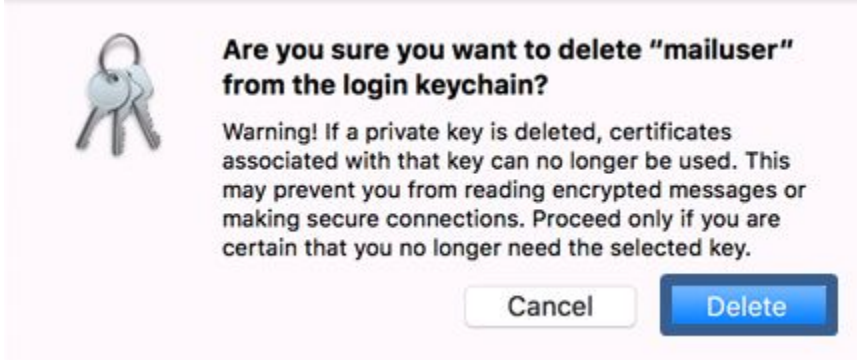 Are you sure you want to delete “mailuser”
from the login keychain?
Warning! If a private key is deleted, certificates
associated with that key can no longer be used. This
may prevent you from reading encrypted messages or
making secure connections. Proceed only if you are
certain that you no longer need the selected key.
Cancel Delete